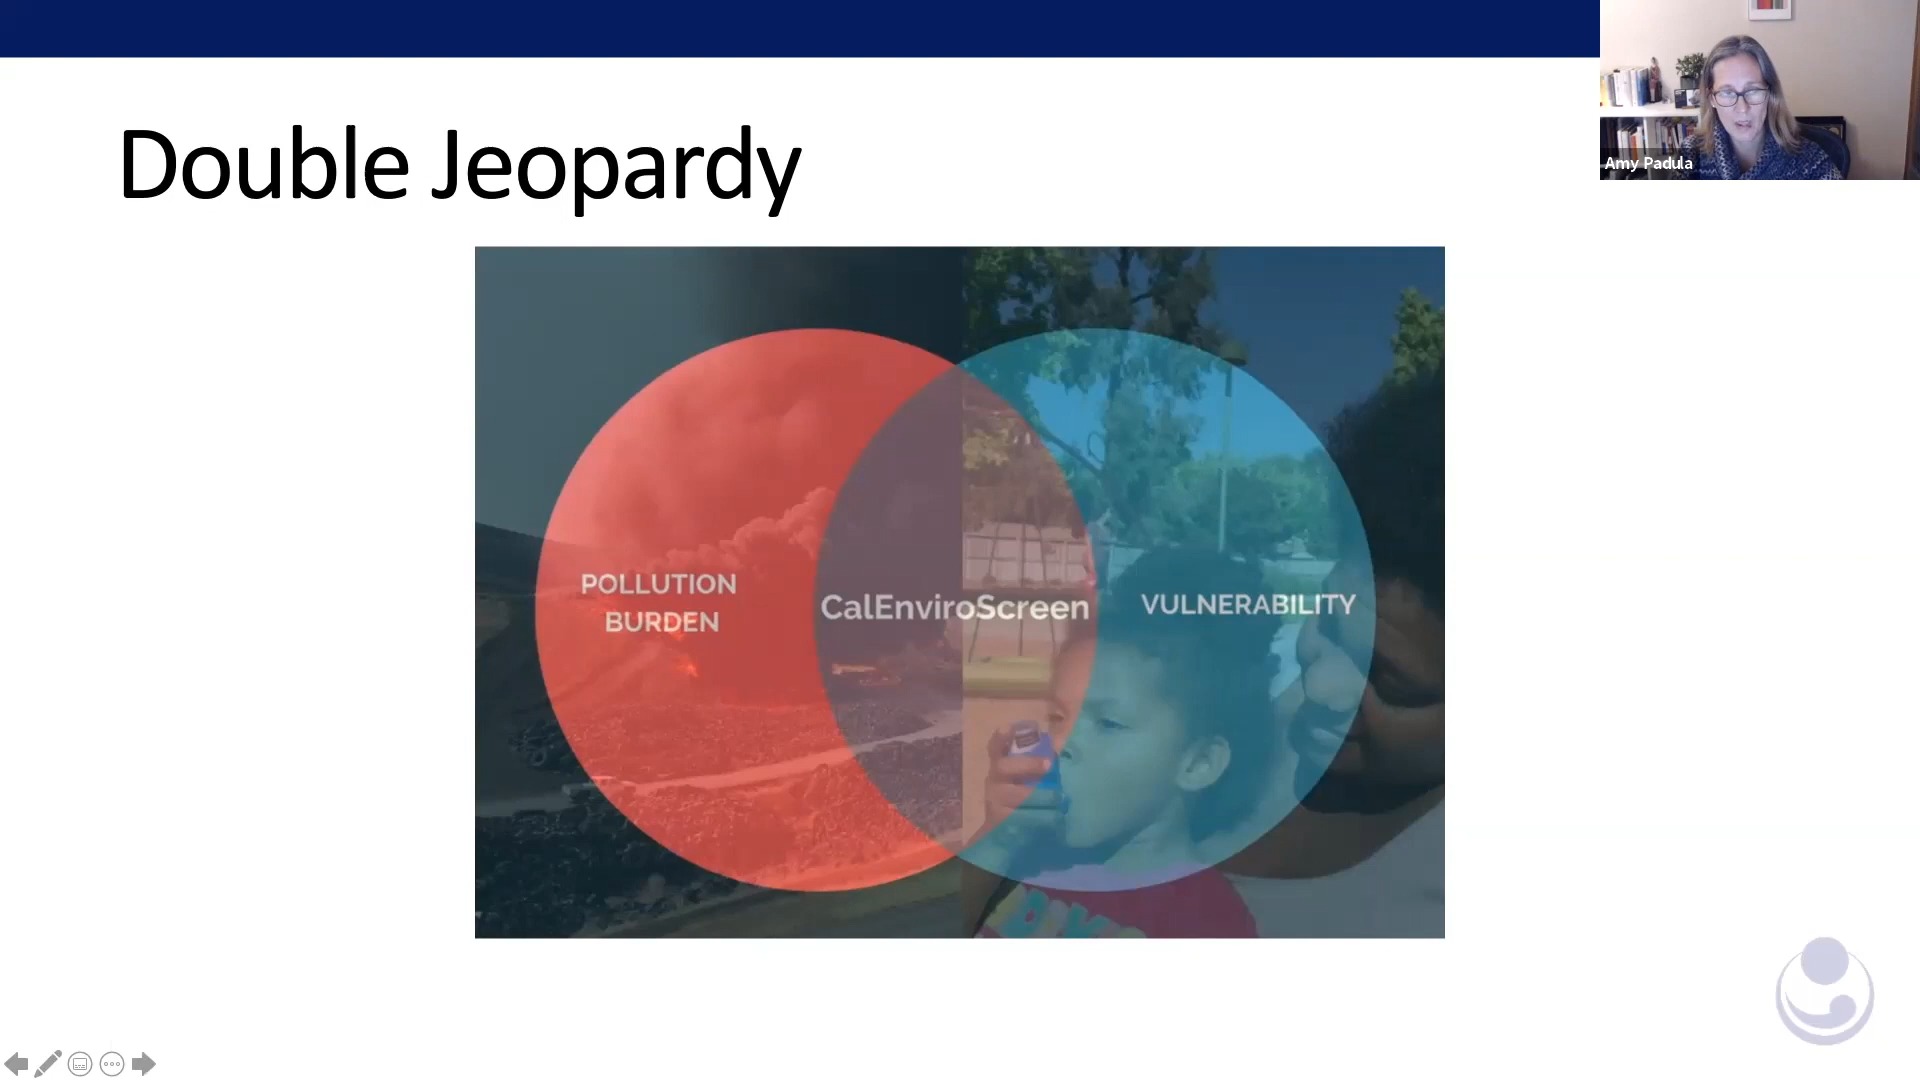 Double Jeopardy
Amy Padula
POLLUTION
BURDEN
CalEnviroScreen
VULNERABILITY